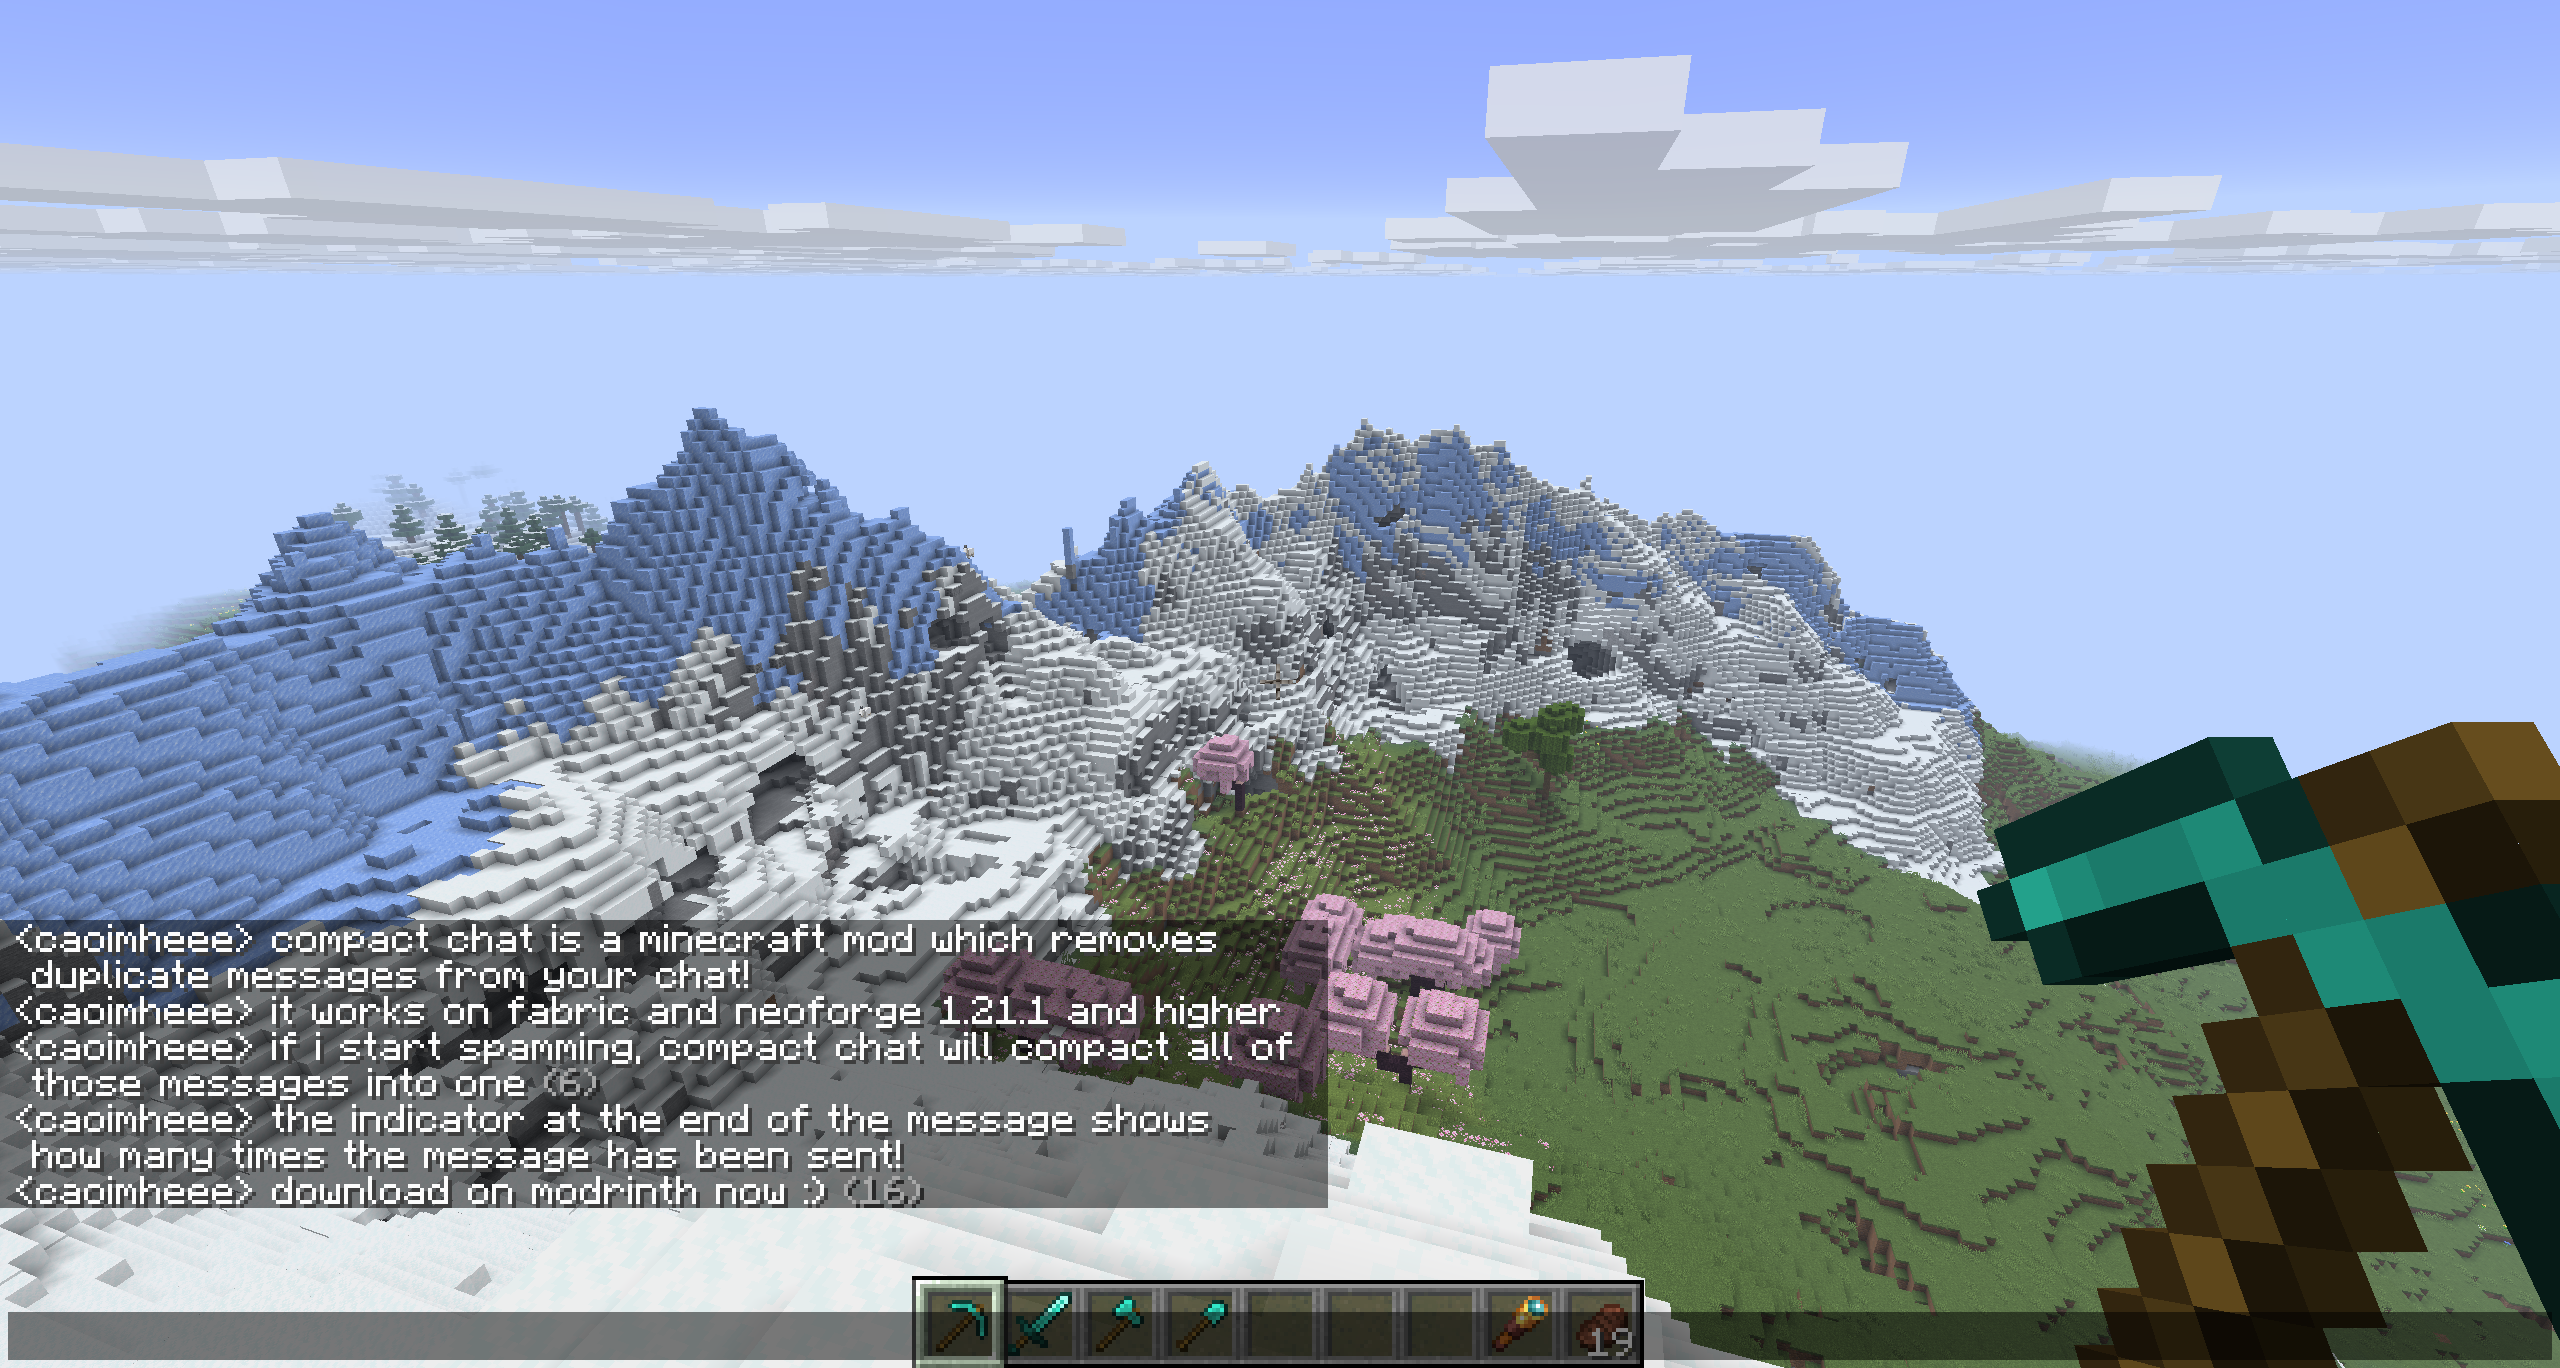 <caoimheee> compact chat is a minecraft mod which removes
duplicate messages from your chat!
<caoimheee> it works on fabric and neoforge 1.21.1 and higher
<caoimheee> if i start spamming, compact chat will compact all of
those messages into one (6)
<caoimheee> the indicator at the end of the message shows
how many times the message has been sent!
<caoimheee> download on modrinth now :) (16)
19